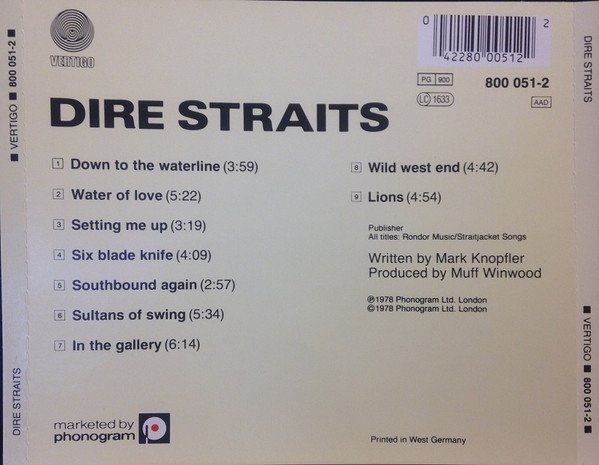 VERTIGO
0 2
42280 00512
PG 900
800 051-2
LC 1633
AAD
DIRE STRAITS
1 Down to the waterline (3:59)
2 Water of love (5:22)
3 Setting me up (3:19)
4 Six blade knife (4:09)
5 Southbound again (2:57)
6 Sultans of swing (5:34)
7 In the gallery (6:14)
8 Wild west end (4:42)
9 Lions (4:54)
Publisher
All titles: Rondor Music/Straitjacket Songs
Written by Mark Knopfler
Produced by Muff Winwood
℗1978 Phonogram Ltd. London
©1978 Phonogram Ltd. London
marketed by
phonogram
Printed in West Germany
DIRE STRAITS ■ VERTIGO ■ 800 051-2 ■
DIRE STRAITS ■ VERTIGO ■ 800 051-2 ■